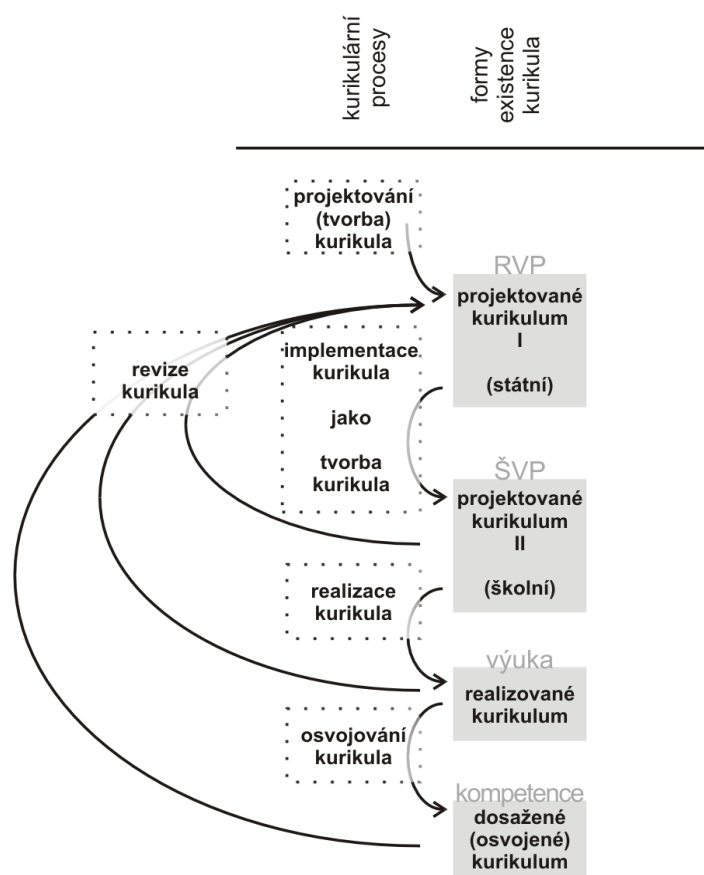 kurikulární
procesy
formy
existence
kurikula
projektování
(tvorba)
kurikula
RVP
projektované
kurikulum
I
(státní)
revize
kurikula
implementace
kurikula
jako
tvorba
kurikula
ŠVP
projektované
kurikulum
II
(školní)
realizace
kurikula
výuka
realizované
kurikulum
osvojování
kurikula
kompetence
dosažené
(osvojené)
kurikulum